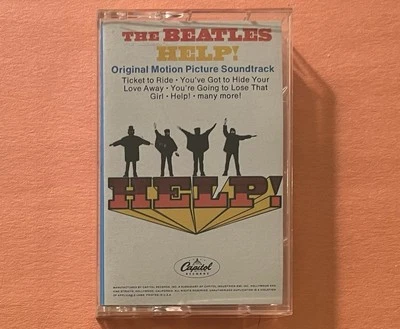 THE BEATLES
HELP!
Original Motion Picture Soundtrack
Ticket to Ride • You've Got to Hide Your
Love Away • You're Going to Lose That
Girl • Help! • many more!
HELP!
Capitol
RECORDS